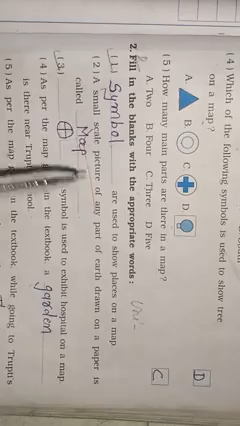 (4) Which of the following symbols is used to show tree
on a map?
A. B. C. D.
D
(5) How many main parts are there in a map?
A. Two B. Four C. Three D. Five
C
2. Fill in the blanks with the appropriate words :
(1) Symbol are used to show places on a map
(2) A small scale picture of any part of earth drawn on a paper is
called Map
(3) symbol is used to exhibit hospital on a map
(4) As per the map in the textbook, a garden
is there near
(5) As per the map in the textbook, while going to Trupti's